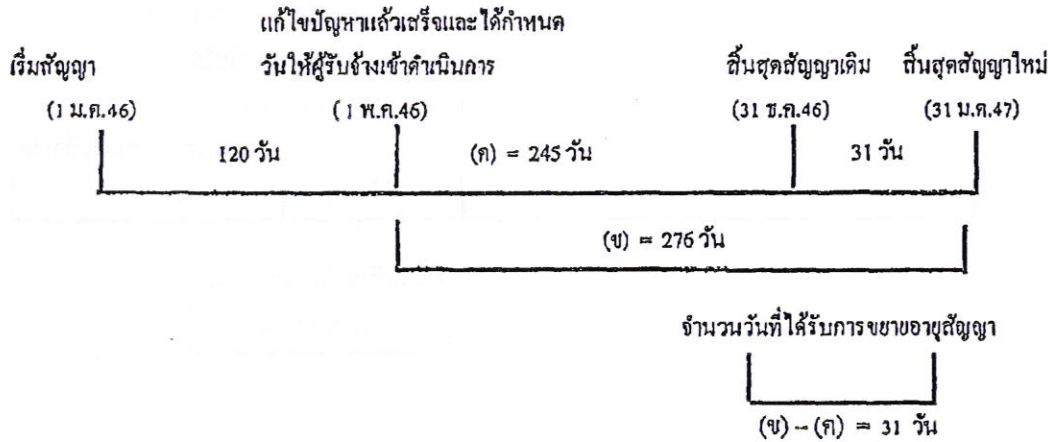 แก้ไขปัญหาแล้วเสร็จและได้กำหนด
เริ่มสัญญา วันให้ผู้รับจ้างเข้าดำเนินการ สิ้นสุดสัญญาเดิม สิ้นสุดสัญญาใหม่
(1 ม.ค.46) (1 พ.ค.46) (31 ธ.ค.46) (31 ม.ค.47)
120 วัน (ค) = 245 วัน 31 วัน
(ข) = 276 วัน
จำนวนวันที่ได้รับการขยายอายุสัญญา
(ข) – (ค) = 31 วัน